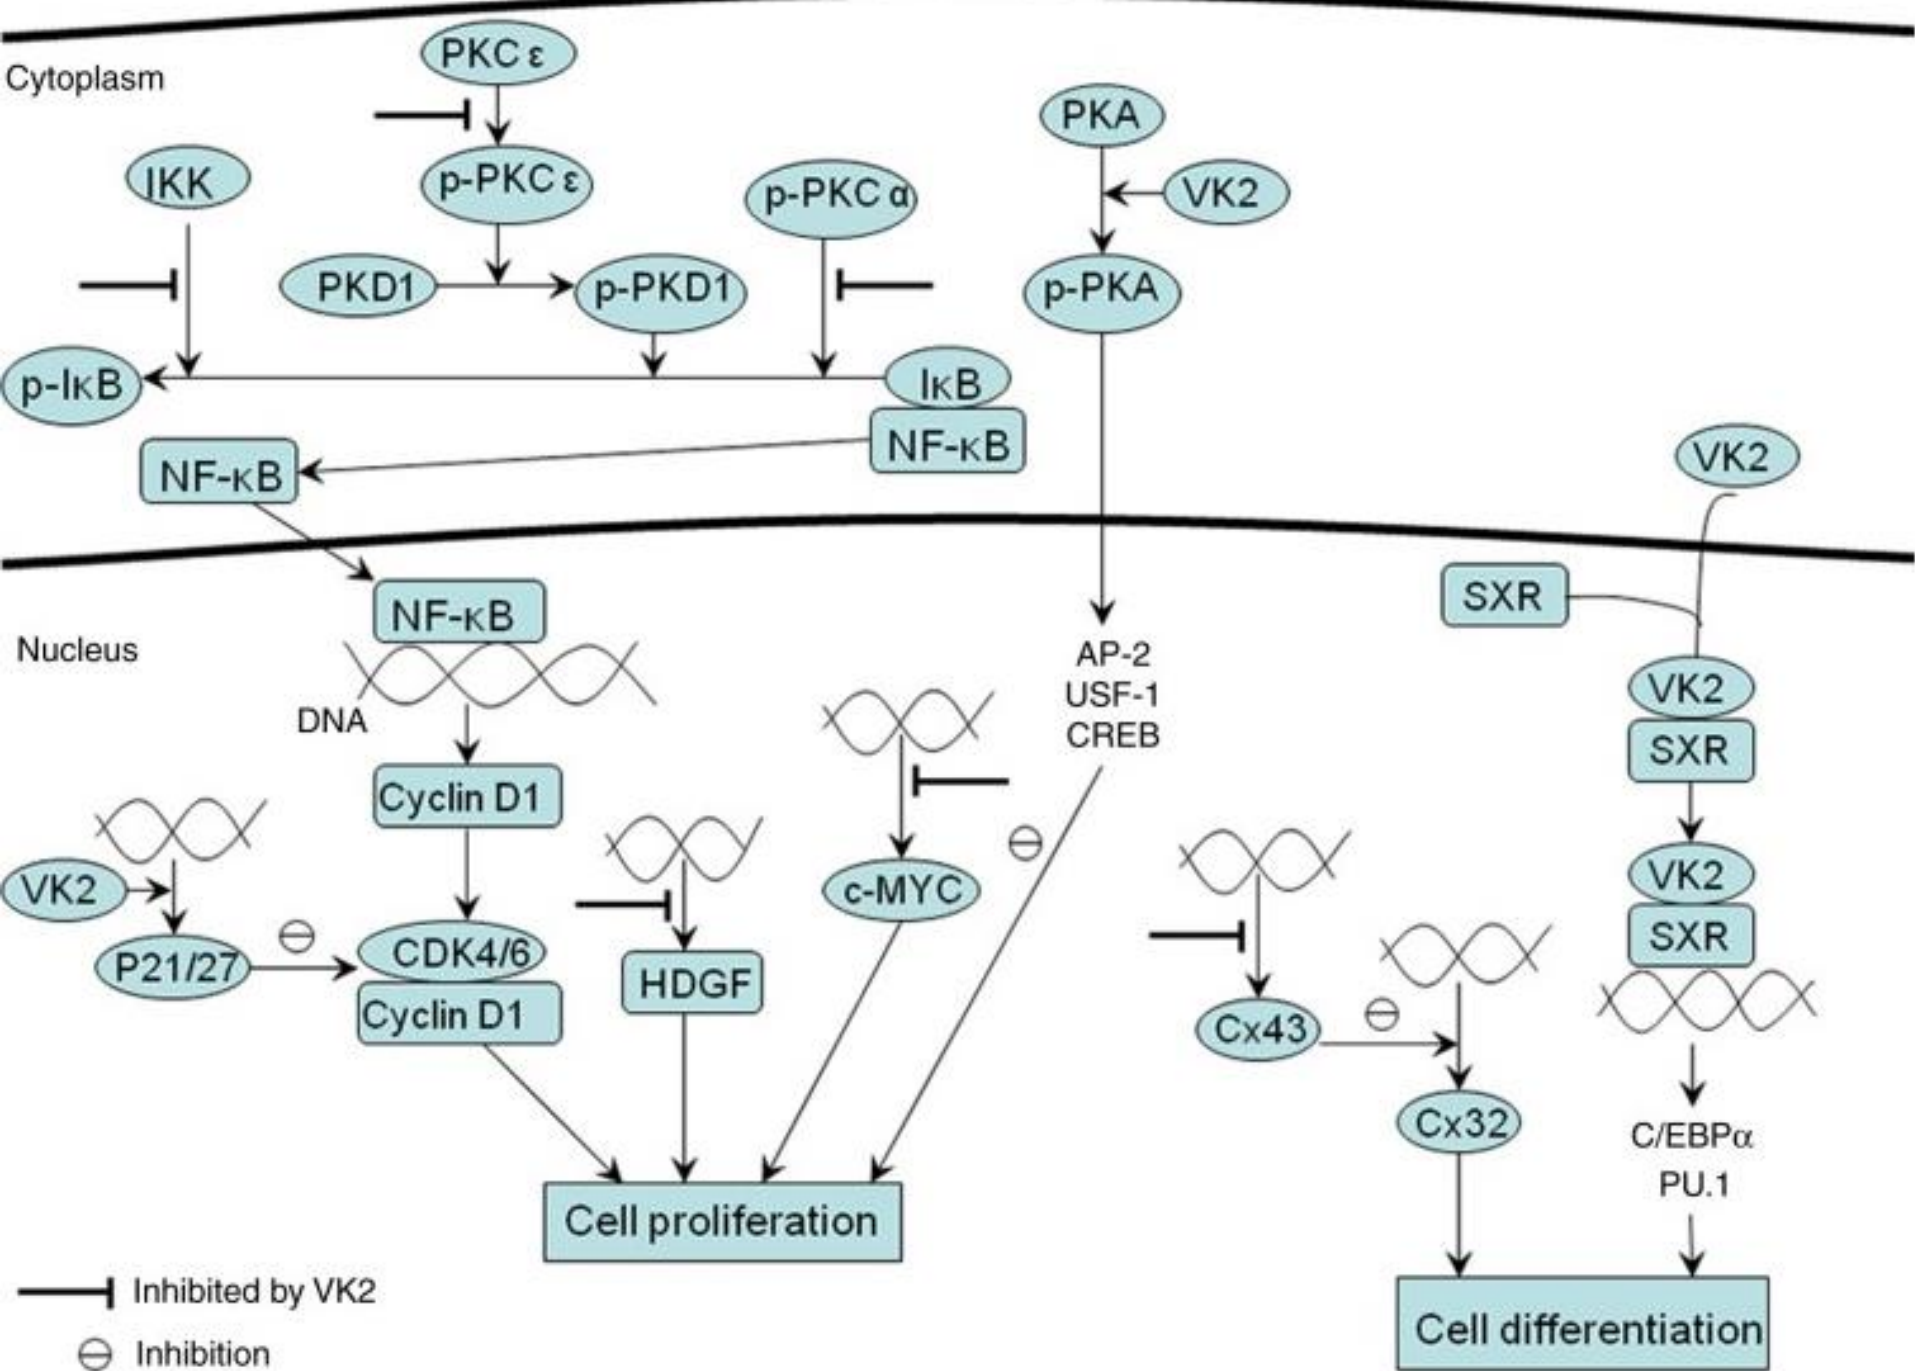 PKC ε
Cytoplasm
PKA
IKK
p-PKC ε
p-PKC α
VK2
PKD1
p-PKD1
p-PKA
p-IκB
IκB
NF-κB
NF-κB
VK2
NF-κB
SXR
Nucleus
AP-2
USF-1
CREB
DNA
VK2
SXR
Cyclin D1
VK2
c-MYC
VK2
SXR
P21/27
CDK4/6
Cyclin D1
HDGF
Cx43
Cx32
C/EBPα
PU.1
Cell proliferation
Inhibited by VK2
Cell differentiation
Inhibition